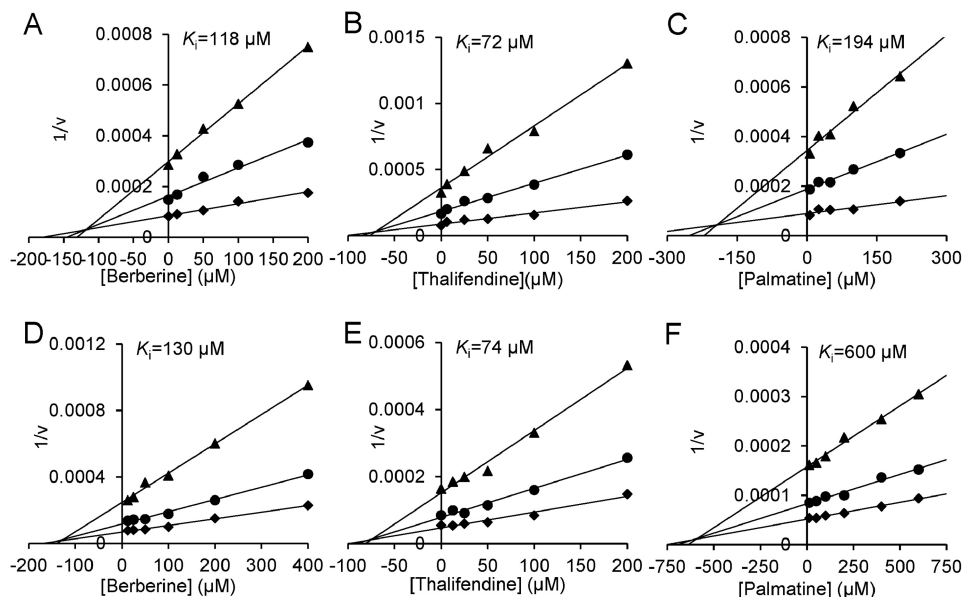 A
Kᵢ=118 µM
0.0008
0.0006
0.0004
0.0002
0
1/v
-200 -150 -100 -50 0 50 100 150 200
[Berberine] (µM)
B
Kᵢ=72 µM
0.0015
0.001
0.0005
0
1/v
-100 -50 0 50 100 150 200
[Thalifendine](µM)
C
Kᵢ=194 µM
0.0008
0.0006
0.0004
0.0002
0
1/v
-300 -150 0 150 300
[Palmatine] (µM)
D
Kᵢ=130 µM
0.0012
0.0008
0.0004
0
1/v
-200 -100 0 100 200 300 400
[Berberine] (µM)
E
Kᵢ=74 µM
0.0006
0.0004
0.0002
0
1/v
-100 -50 0 50 100 150 200
[Thalifendine] (µM)
F
Kᵢ=600 µM
0.0004
0.0003
0.0002
0.0001
0
1/v
-750 -500 -250 0 250 500 750
[Palmatine] (µM)